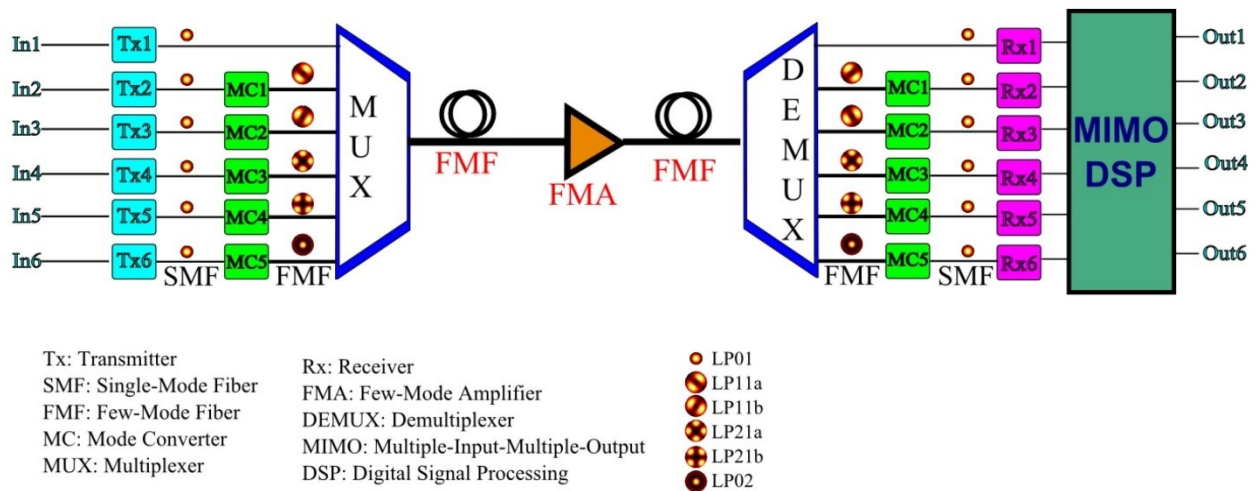 In1
Tx1
In2
Tx2
MC1
In3
Tx3
MC2
In4
Tx4
MC3
In5
Tx5
MC4
In6
Tx6
MC5
SMF
FMF
MUX
FMF
FMA
FMF
DEMUX
MC1
MC2
MC3
MC4
MC5
FMF
SMF
Rx1
Rx2
Rx3
Rx4
Rx5
Rx6
MIMO
DSP
Out1
Out2
Out3
Out4
Out5
Out6
Tx: Transmitter
SMF: Single-Mode Fiber
FMF: Few-Mode Fiber
MC: Mode Converter
MUX: Multiplexer
Rx: Receiver
FMA: Few-Mode Amplifier
DEMUX: Demultiplexer
MIMO: Multiple-Input-Multiple-Output
DSP: Digital Signal Processing
LP01
LP11a
LP11b
LP21a
LP21b
LP02